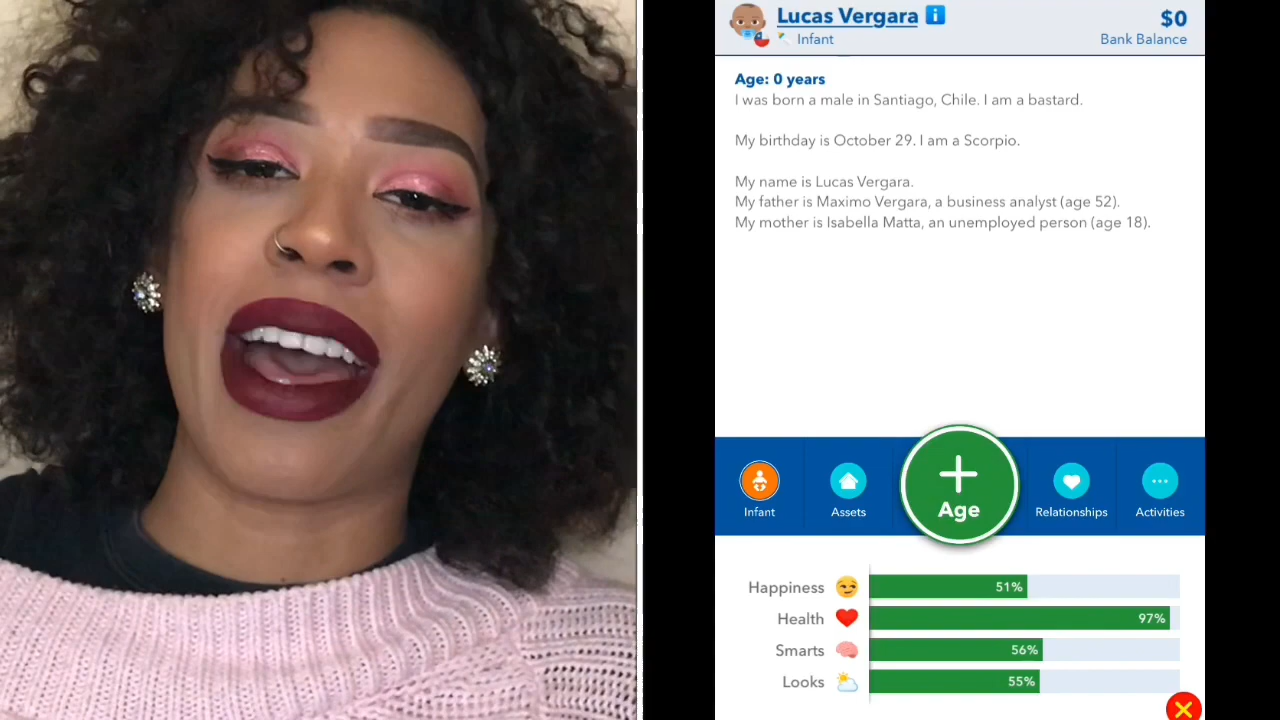 Lucas Vergara i
Infant
$0
Bank Balance
Age: 0 years
I was born a male in Santiago, Chile. I am a bastard.
My birthday is October 29. I am a Scorpio.
My name is Lucas Vergara.
My father is Maximo Vergara, a business analyst (age 52).
My mother is Isabella Matta, an unemployed person (age 18).
Infant
Assets
+
Age
Relationships
Activities
Happiness 51%
Health 97%
Smarts 56%
Looks 55%